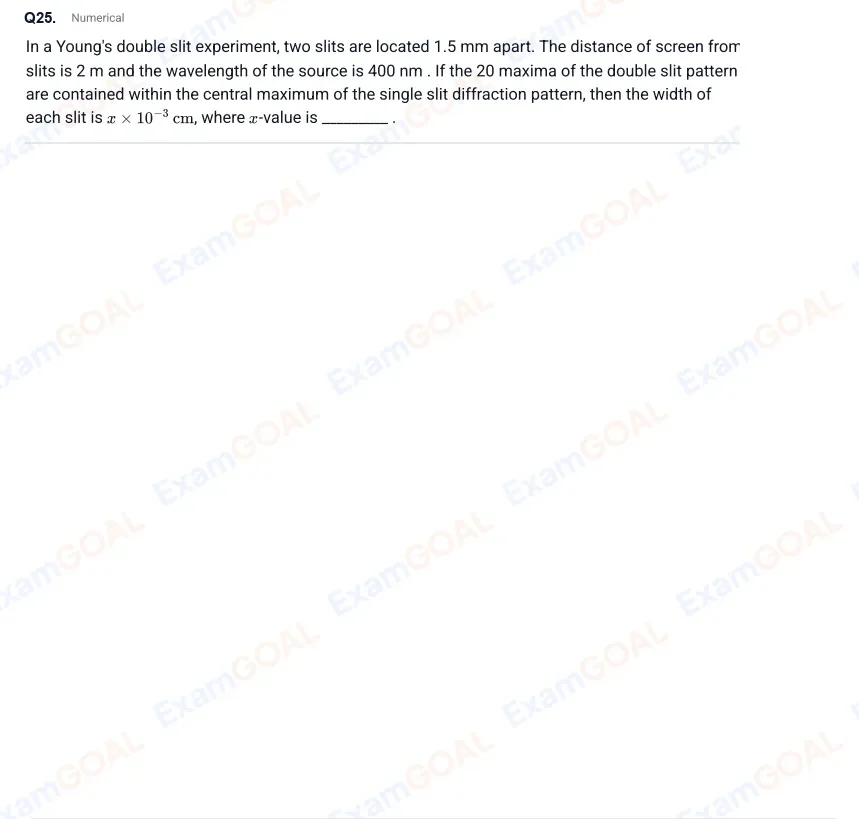 Q25. Numerical
In a Young's double slit experiment, two slits are located 1.5 mm apart. The distance of screen from
slits is 2 m and the wavelength of the source is 400 nm . If the 20 maxima of the double slit pattern
are contained within the central maximum of the single slit diffraction pattern, then the width of
each slit is x × 10⁻³ cm, where x-value is ________ .
ExamGOAL